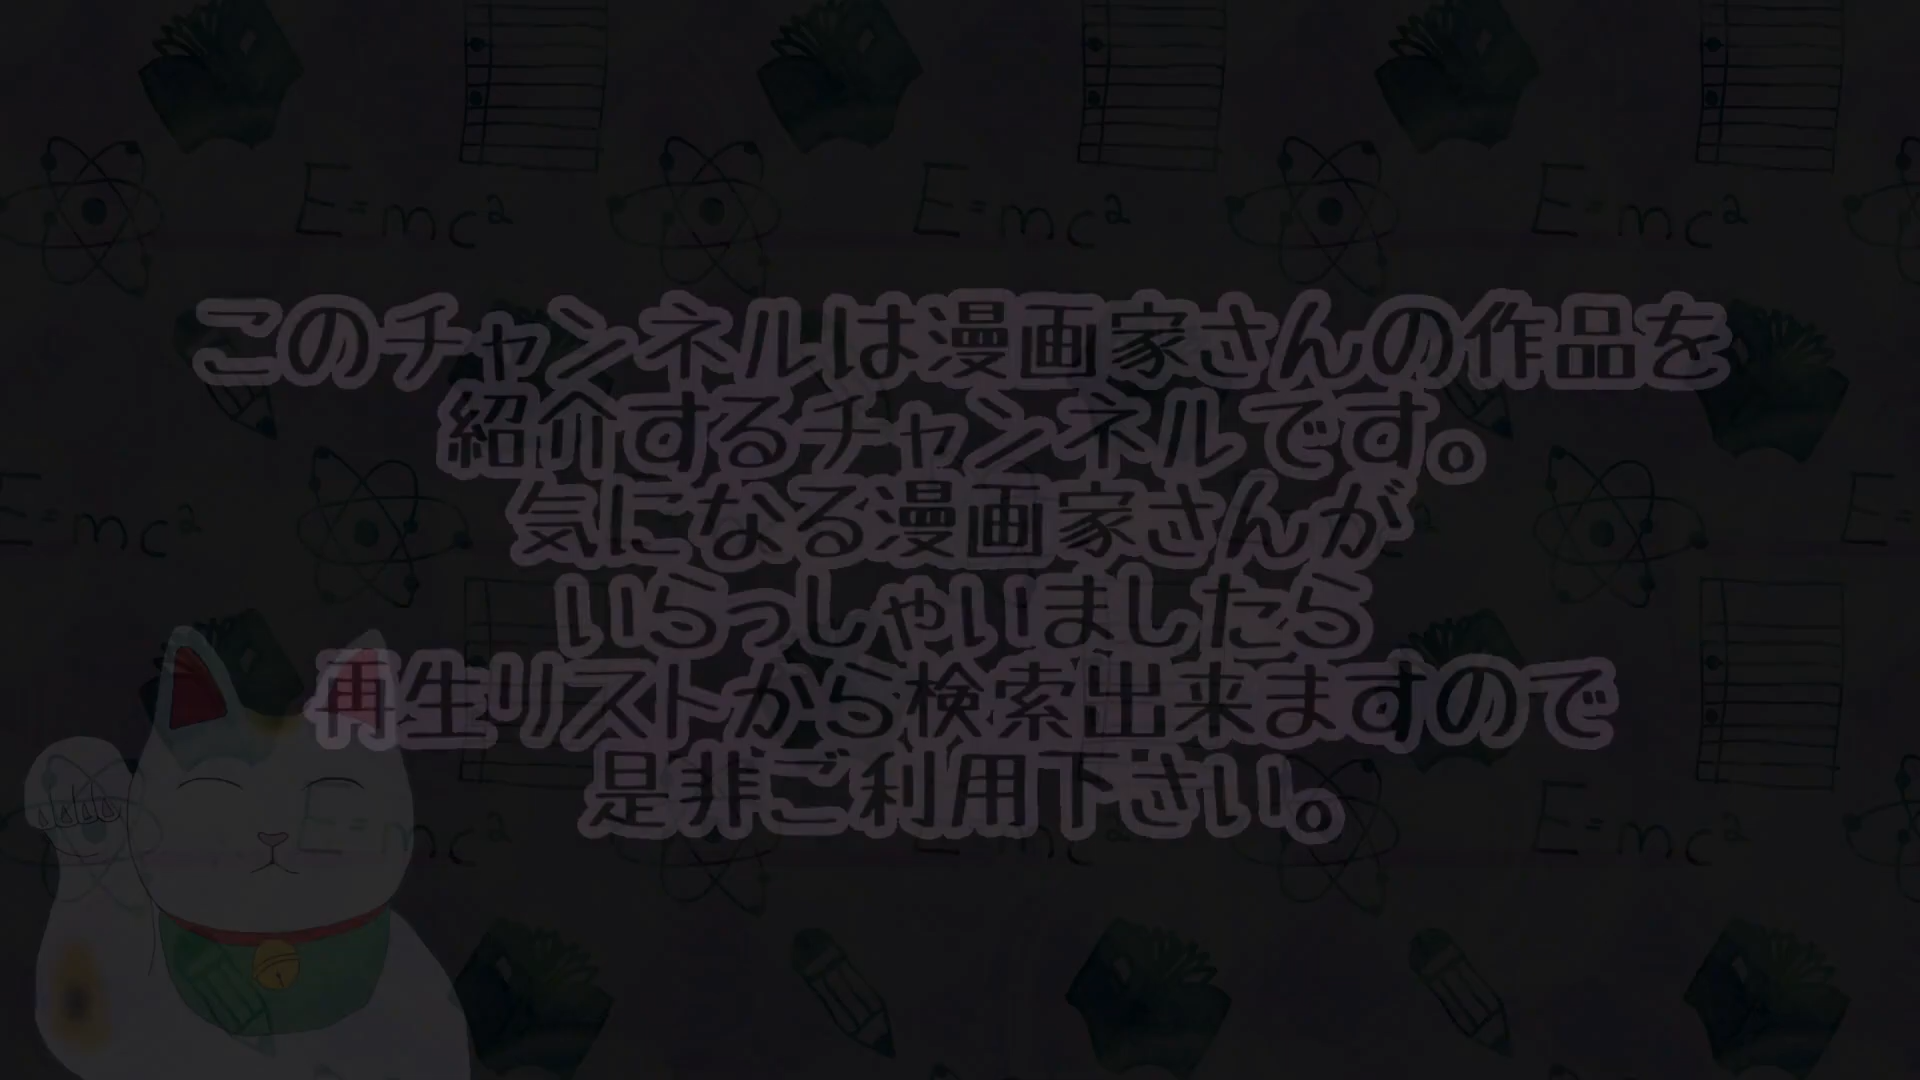 E=mc²
E=mc²
E=mc²
このチャンネルは漫画家さんの作品を
紹介するチャンネルです。
気になる漫画家さんが
いらっしゃいましたら
再生リストから検索出来ますので
是非ご利用下さい。
E=mc²
E=mc²
E=mc²
E=mc²